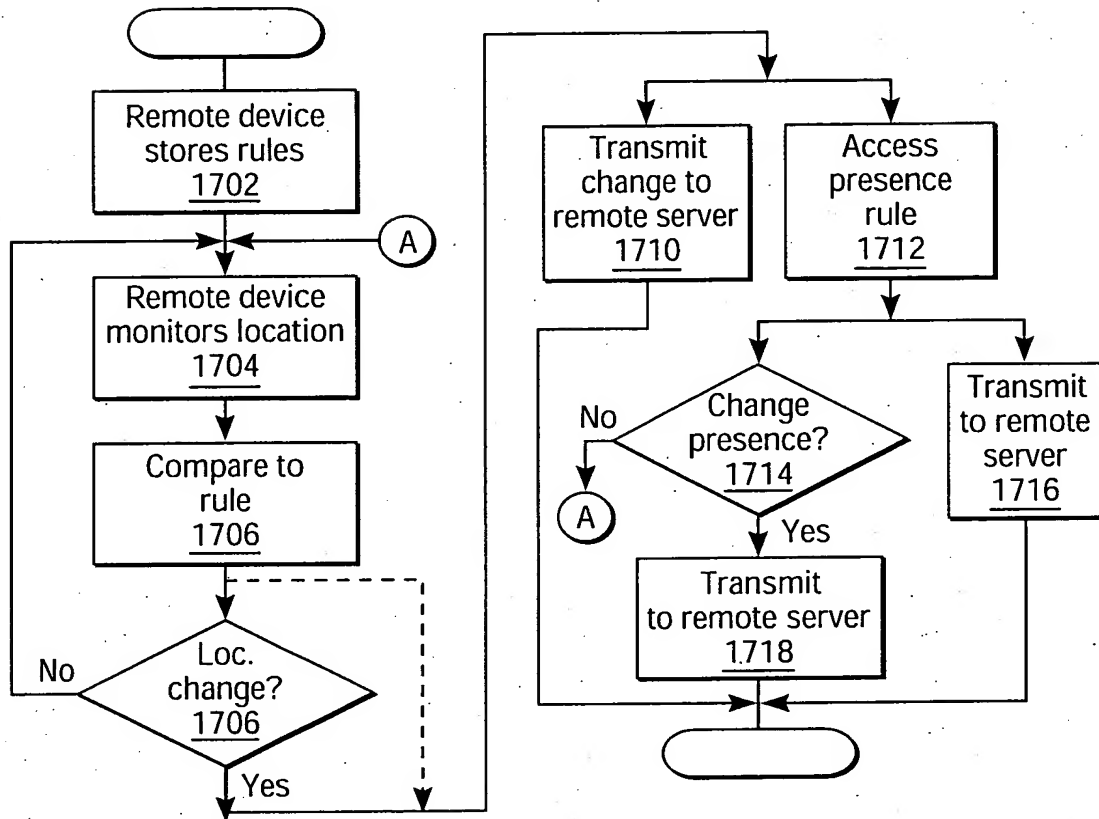 Remote device
stores rules
1702
A
Remote device
monitors location
1704
Compare to
rule
1706
No
Loc.
change?
1706
Yes
Transmit
change to
remote server
1710
Access
presence
rule
1712
No
Change
presence?
1714
A
Yes
Transmit
to remote
server
1716
Transmit
to remote server
1718